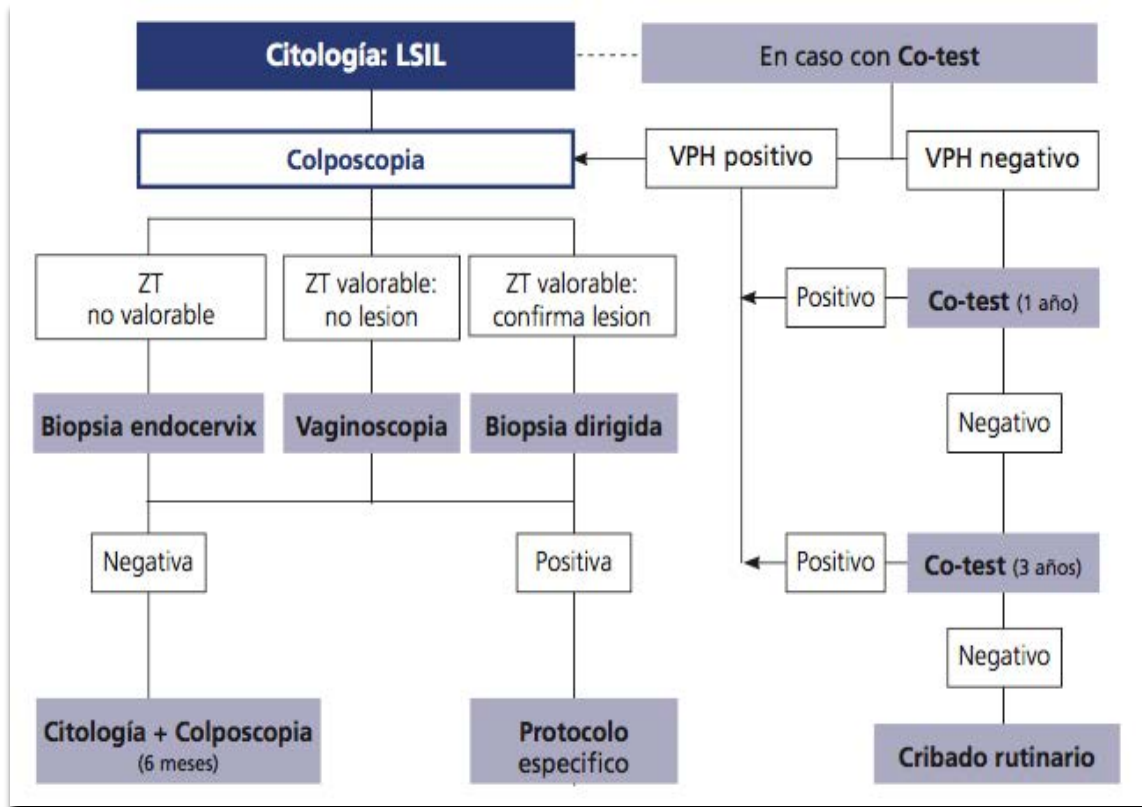 Citología: LSIL
En caso con Co-test
Colposcopia
VPH positivo
VPH negativo
ZT
no valorable
ZT valorable:
no lesion
ZT valorable:
confirma lesion
Positivo
Co-test (1 año)
Biopsia endocervix
Vaginoscopia
Biopsia dirigida
Negativo
Negativa
Positiva
Positivo
Co-test (3 años)
Negativo
Citología + Colposcopia
(6 meses)
Protocolo
especifico
Cribado rutinario